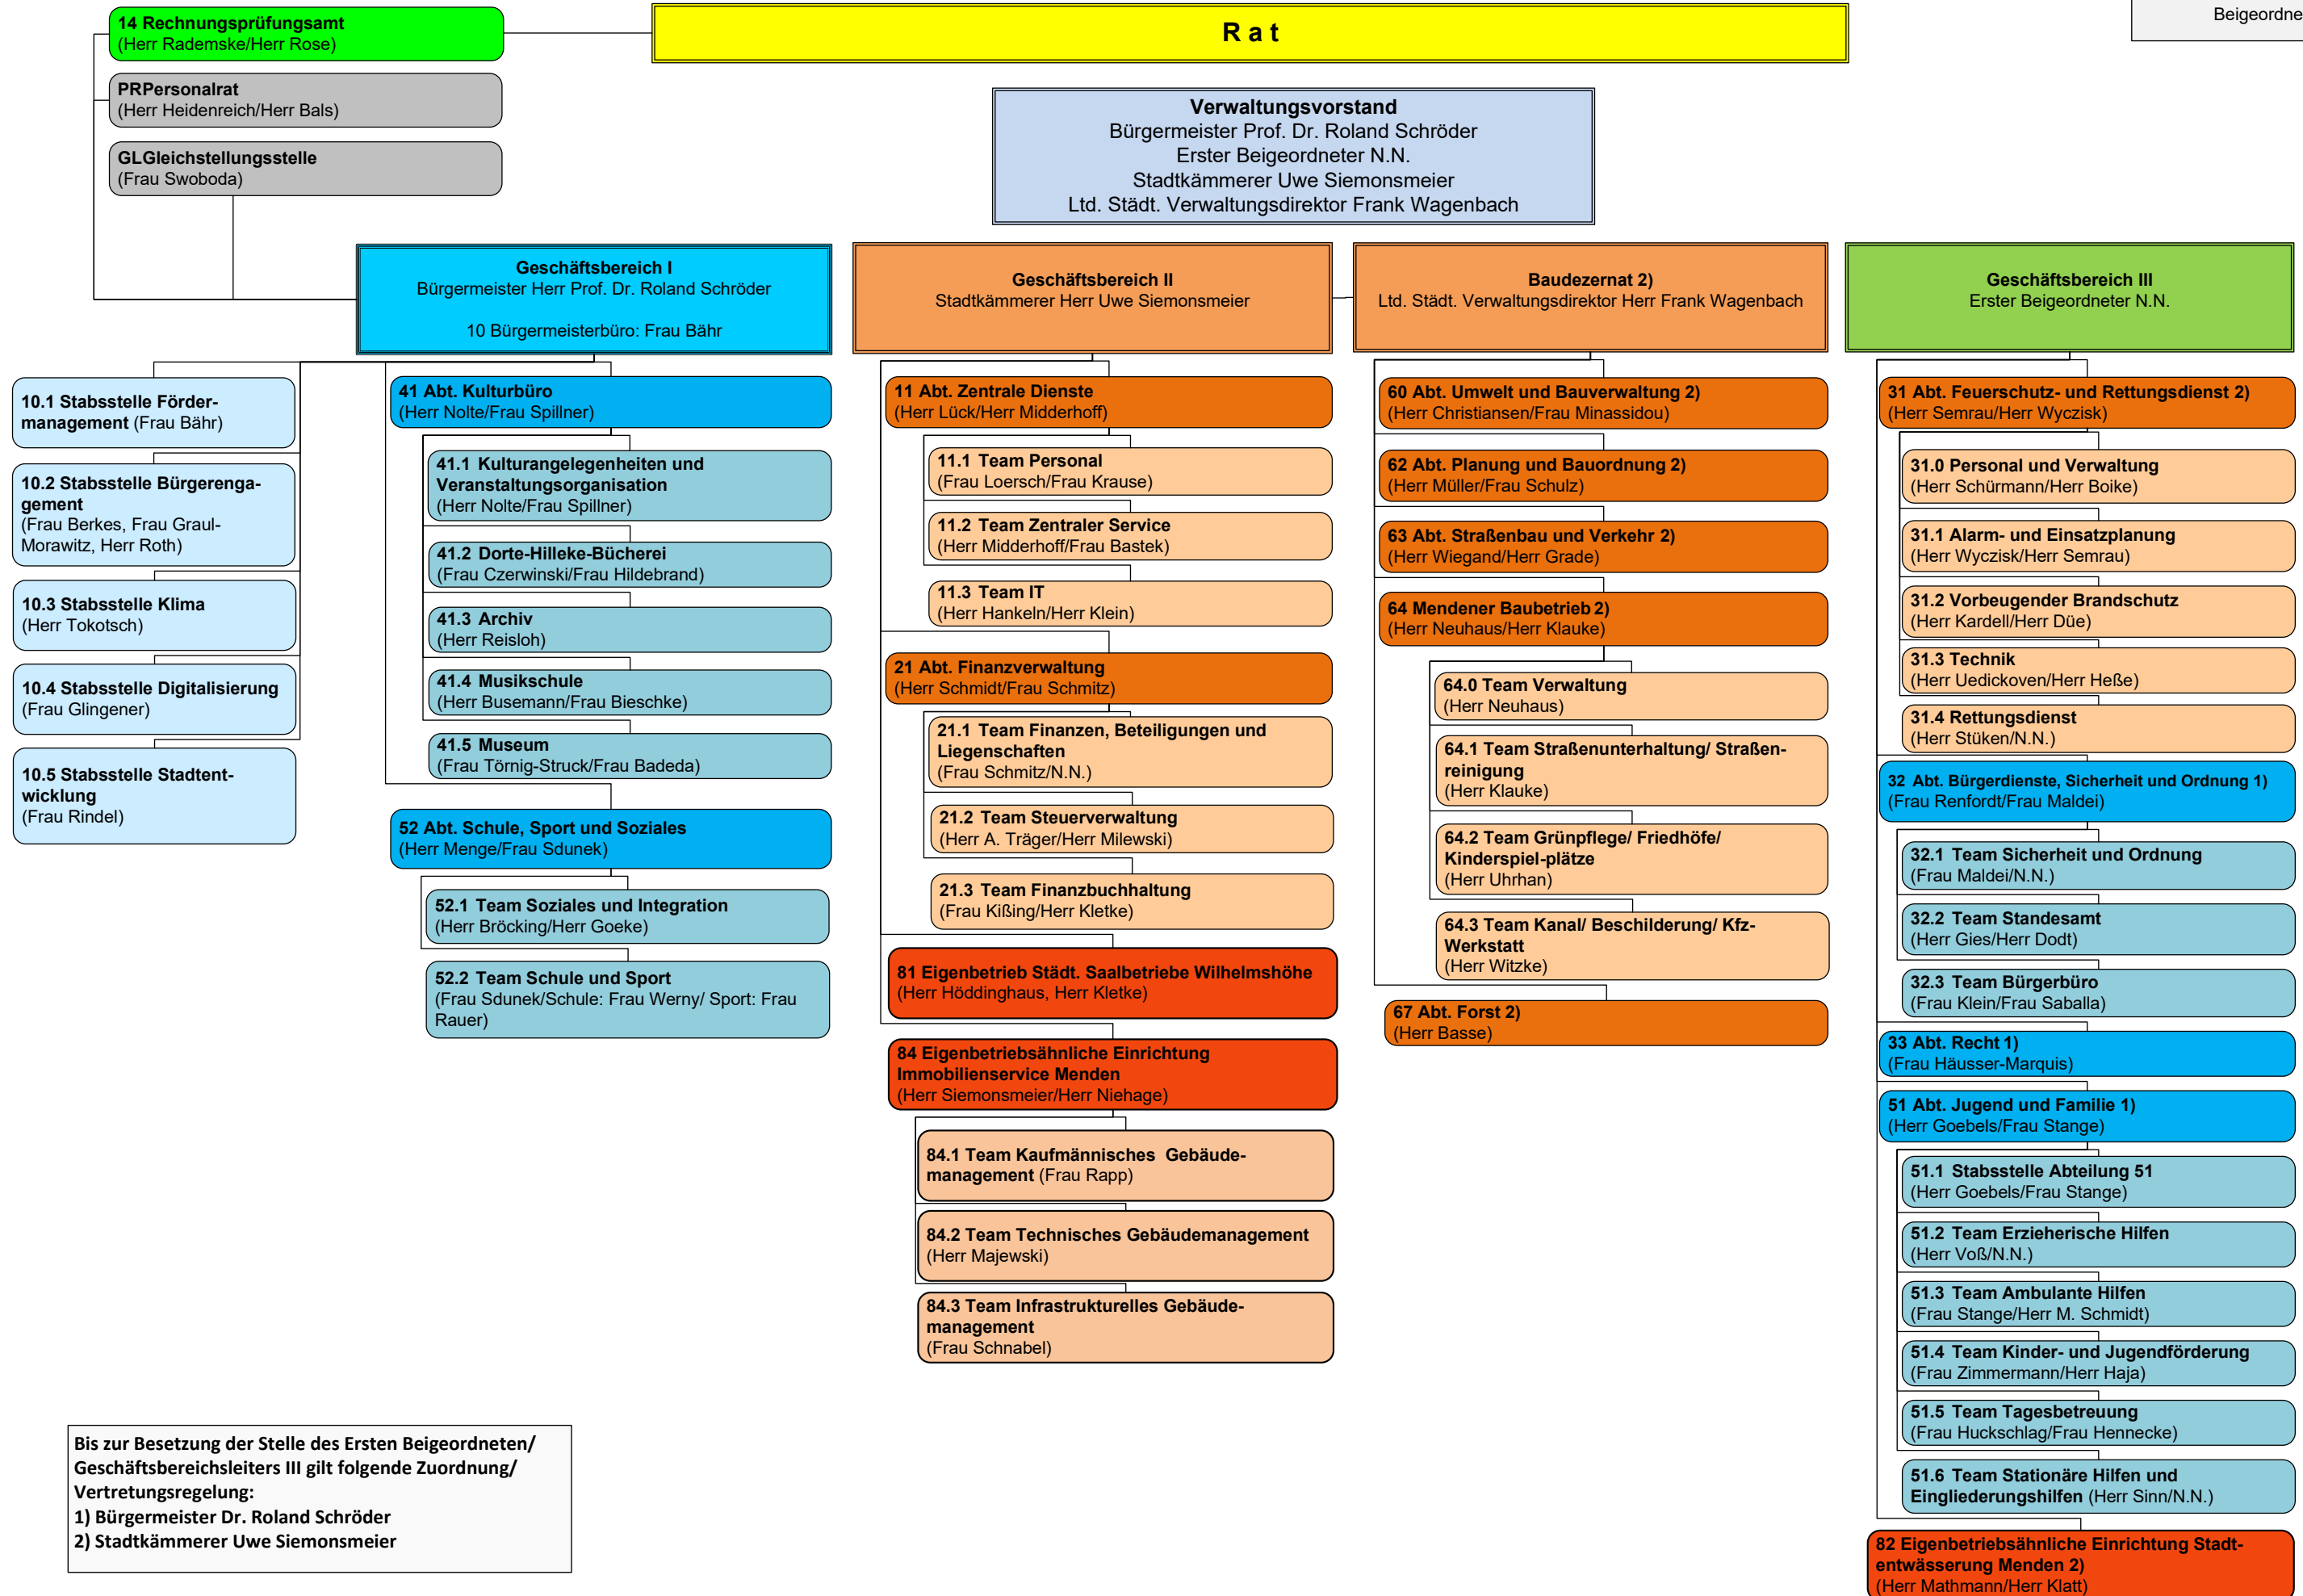 14 Rechnungsprüfungsamt
(Herr Rademske/Herr Rose)
R a t
Beigeordne
PRPersonalrat
(Herr Heidenreich/Herr Bals)
GLGleichstellungsstelle
(Frau Swoboda)
Verwaltungsvorstand
Bürgermeister Prof. Dr. Roland Schröder
Erster Beigeordneter N.N.
Stadtkämmerer Uwe Siemonsmeier
Ltd. Städt. Verwaltungsdirektor Frank Wagenbach
Geschäftsbereich I
Bürgermeister Herr Prof. Dr. Roland Schröder
10 Bürgermeisterbüro: Frau Bähr
10.1 Stabsstelle Förder-
management (Frau Bähr)
10.2 Stabsstelle Bürgerenga-
gement
(Frau Berkes, Frau Graul-
Morawitz, Herr Roth)
10.3 Stabsstelle Klima
(Herr Tokotsch)
10.4 Stabsstelle Digitalisierung
(Frau Glingener)
10.5 Stabsstelle Stadtent-
wicklung
(Frau Rindel)
41 Abt. Kulturbüro
(Herr Nolte/Frau Spillner)
41.1 Kulturangelegenheiten und
Veranstaltungsorganisation
(Herr Nolte/Frau Spillner)
41.2 Dorte-Hilleke-Bücherei
(Frau Czerwinski/Frau Hildebrand)
41.3 Archiv
(Herr Reisloh)
41.4 Musikschule
(Herr Busemann/Frau Bieschke)
41.5 Museum
(Frau Törnig-Struck/Frau Badeda)
52 Abt. Schule, Sport und Soziales
(Herr Menge/Frau Sdunek)
52.1 Team Soziales und Integration
(Herr Bröcking/Herr Goeke)
52.2 Team Schule und Sport
(Frau Sdunek/Schule: Frau Werny/ Sport: Frau
Rauer)
Geschäftsbereich II
Stadtkämmerer Herr Uwe Siemonsmeier
11 Abt. Zentrale Dienste
(Herr Lück/Herr Midderhoff)
11.1 Team Personal
(Frau Loersch/Frau Krause)
11.2 Team Zentraler Service
(Herr Midderhoff/Frau Bastek)
11.3 Team IT
(Herr Hankeln/Herr Klein)
21 Abt. Finanzverwaltung
(Herr Schmidt/Frau Schmitz)
21.1 Team Finanzen, Beteiligungen und
Liegenschaften
(Frau Schmitz/N.N.)
21.2 Team Steuerverwaltung
(Herr A. Träger/Herr Milewski)
21.3 Team Finanzbuchhaltung
(Frau Kißing/Herr Kletke)
81 Eigenbetrieb Städt. Saalbetriebe Wilhelmshöhe
(Herr Höddinghaus, Herr Kletke)
84 Eigenbetriebsähnliche Einrichtung
Immobilienservice Menden
(Herr Siemonsmeier/Herr Niehage)
84.1 Team Kaufmännisches Gebäude-
management (Frau Rapp)
84.2 Team Technisches Gebäudemanagement
(Herr Majewski)
84.3 Team Infrastrukturelles Gebäude-
management
(Frau Schnabel)
Baudezernat 2)
Ltd. Städt. Verwaltungsdirektor Herr Frank Wagenbach
60 Abt. Umwelt und Bauverwaltung 2)
(Herr Christiansen/Frau Minassidou)
62 Abt. Planung und Bauordnung 2)
(Herr Müller/Frau Schulz)
63 Abt. Straßenbau und Verkehr 2)
(Herr Wiegand/Herr Grade)
64 Mendener Baubetrieb 2)
(Herr Neuhaus/Herr Klauke)
64.0 Team Verwaltung
(Herr Neuhaus)
64.1 Team Straßenunterhaltung/ Straßen-
reinigung
(Herr Klauke)
64.2 Team Grünpflege/ Friedhöfe/
Kinderspiel-plätze
(Herr Uhrhan)
64.3 Team Kanal/ Beschilderung/ Kfz-
Werkstatt
(Herr Witzke)
67 Abt. Forst 2)
(Herr Basse)
Geschäftsbereich III
Erster Beigeordneter N.N.
31 Abt. Feuerschutz- und Rettungsdienst 2)
(Herr Semrau/Herr Wyczisk)
31.0 Personal und Verwaltung
(Herr Schürmann/Herr Boike)
31.1 Alarm- und Einsatzplanung
(Herr Wyczisk/Herr Semrau)
31.2 Vorbeugender Brandschutz
(Herr Kardell/Herr Düe)
31.3 Technik
(Herr Uedickoven/Herr Heße)
31.4 Rettungsdienst
(Herr Stüken/N.N.)
32 Abt. Bürgerdienste, Sicherheit und Ordnung 1)
(Frau Renfordt/Frau Maldei)
32.1 Team Sicherheit und Ordnung
(Frau Maldei/N.N.)
32.2 Team Standesamt
(Herr Gies/Herr Dodt)
32.3 Team Bürgerbüro
(Frau Klein/Frau Saballa)
33 Abt. Recht 1)
(Frau Häusser-Marquis)
51 Abt. Jugend und Familie 1)
(Herr Goebels/Frau Stange)
51.1 Stabsstelle Abteilung 51
(Herr Goebels/Frau Stange)
51.2 Team Erzieherische Hilfen
(Herr Voß/N.N.)
51.3 Team Ambulante Hilfen
(Frau Stange/Herr M. Schmidt)
51.4 Team Kinder- und Jugendförderung
(Frau Zimmermann/Herr Haja)
51.5 Team Tagesbetreuung
(Frau Huckschlag/Frau Hennecke)
51.6 Team Stationäre Hilfen und
Eingliederungshilfen (Herr Sinn/N.N.)
82 Eigenbetriebsähnliche Einrichtung Stadt-
entwässerung Menden 2)
(Herr Mathmann/Herr Klatt)
Bis zur Besetzung der Stelle des Ersten Beigeordneten/
Geschäftsbereichsleiters III gilt folgende Zuordnung/
Vertretungsregelung:
1) Bürgermeister Dr. Roland Schröder
2) Stadtkämmerer Uwe Siemonsmeier